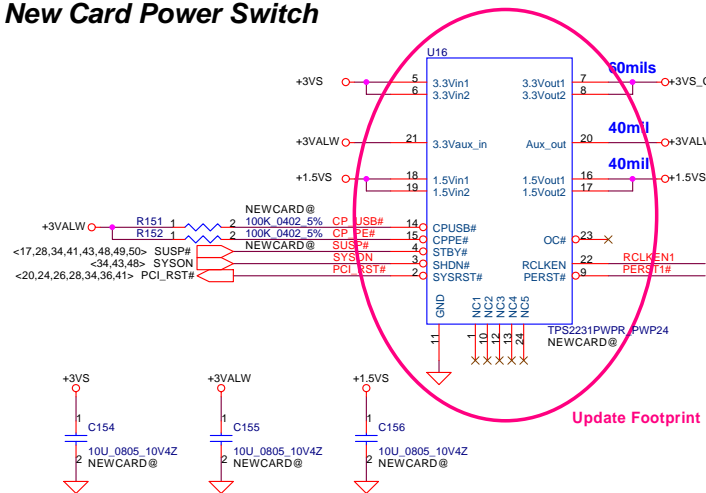 New Card Power Switch
U16
60mils
+3VS 5 3.3Vin1 3.3Vout1 7 +3VS_C
6 3.3Vin2 3.3Vout2 8
40mil
+3VALW 21 3.3Vaux_in Aux_out 20 +3VALW
40mil
+1.5VS 18 1.5Vin1 1.5Vout1 16 +1.5VS
19 1.5Vin2 1.5Vout2 17
NEWCARD@
+3VALW R151 1 2 100K_0402_5% CP_USB# 14 CPUSB#
R152 1 2 100K_0402_5% CP_PE# 15 CPPE# OC# 23
NEWCARD@
<17,28,34,41,43,48,49,50> SUSP# SUSP# 4 STBY#
<34,43,48> SYSON SYSON 3 SHDN# RCLKEN 22 RCLKEN1
<20,24,26,28,34,36,41> PCI_RST# PCI_RST# 2 SYSRST# PERST# 9 PERST1#
GND NC1 NC2 NC3 NC4 NC5
11 1 10 12 13 24
TPS2231PWPR_PWP24
NEWCARD@
+3VS +3VALW +1.5VS
1 1 1
C154 C155 C156
10U_0805_10V4Z 10U_0805_10V4Z 10U_0805_10V4Z
2 NEWCARD@ 2 NEWCARD@ 2 NEWCARD@
Update Footprint